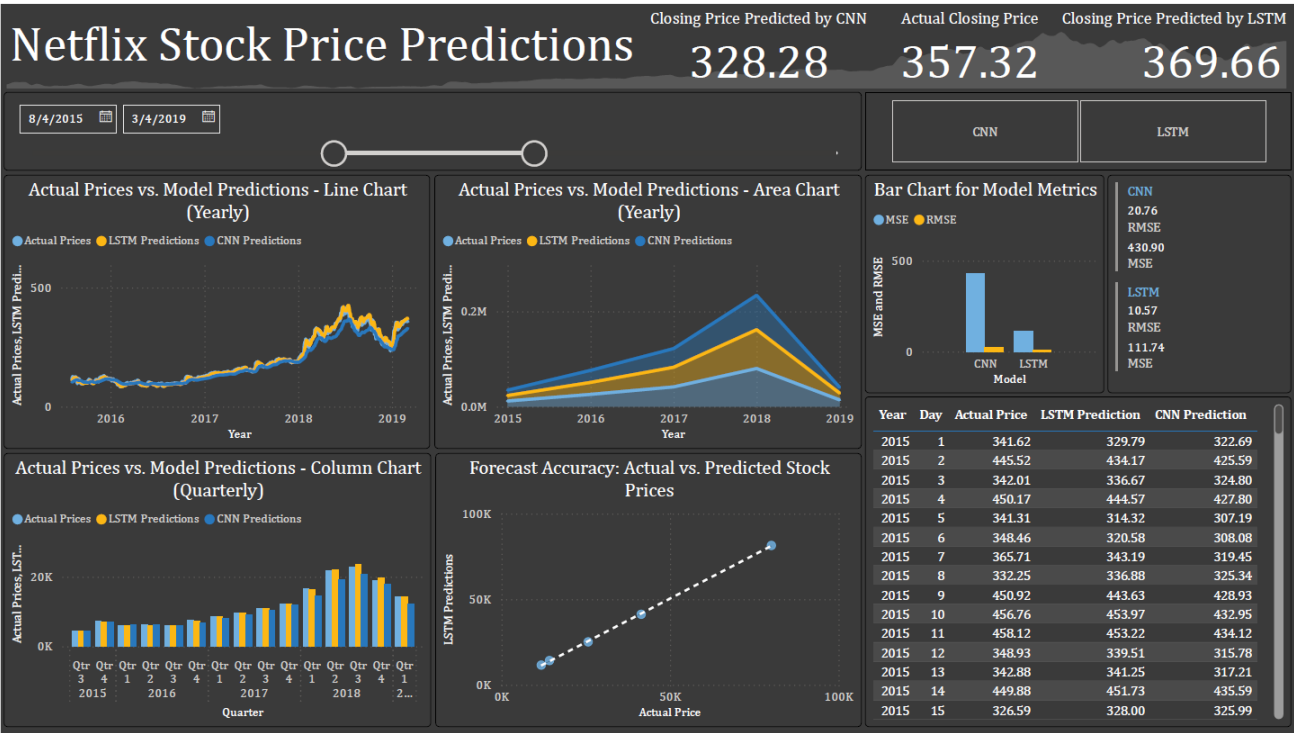 Netflix Stock Price Predictions
Closing Price Predicted by CNN
328.28
Actual Closing Price
357.32
Closing Price Predicted by LSTM
369.66
8/4/2015
3/4/2019
CNN
LSTM
Actual Prices vs. Model Predictions - Line Chart
(Yearly)
Actual Prices LSTM Predictions CNN Predictions
Actual Prices, LSTM Predi...
500
0
2016 2017 2018 2019
Year
Actual Prices vs. Model Predictions - Area Chart
(Yearly)
Actual Prices LSTM Predictions CNN Predictions
Actual Prices, LSTM Predi...
0.2M
0.0M
2015 2016 2017 2018 2019
Year
Bar Chart for Model Metrics
MSE RMSE
MSE and RMSE
500
0
CNN LSTM
Model
CNN
20.76
RMSE
430.90
MSE
LSTM
10.57
RMSE
111.74
MSE
Actual Prices vs. Model Predictions - Column Chart
(Quarterly)
Actual Prices LSTM Predictions CNN Predictions
Actual Prices, LST...
20K
0K
Qtr Qtr Qtr Qtr Qtr Qtr Qtr Qtr Qtr Qtr Qtr Qtr Qtr Qtr Qtr
3 4 1 2 3 4 1 2 3 4 1 2 3 4 1
2015 2016 2017 2018 2...
Quarter
Forecast Accuracy: Actual vs. Predicted Stock
Prices
LSTM Predictions
100K
50K
0K
0K 50K 100K
Actual Price
Year Day Actual Price LSTM Prediction CNN Prediction
2015 1 341.62 329.79 322.69
2015 2 445.52 434.17 425.59
2015 3 342.01 336.67 324.80
2015 4 450.17 444.57 427.80
2015 5 341.31 314.32 307.19
2015 6 348.46 320.58 308.08
2015 7 365.71 343.19 319.45
2015 8 332.25 336.88 325.34
2015 9 450.92 443.63 428.93
2015 10 456.76 453.97 432.95
2015 11 458.12 453.22 434.12
2015 12 348.93 339.51 315.78
2015 13 342.88 341.25 317.21
2015 14 449.88 451.73 435.59
2015 15 326.59 328.00 325.99